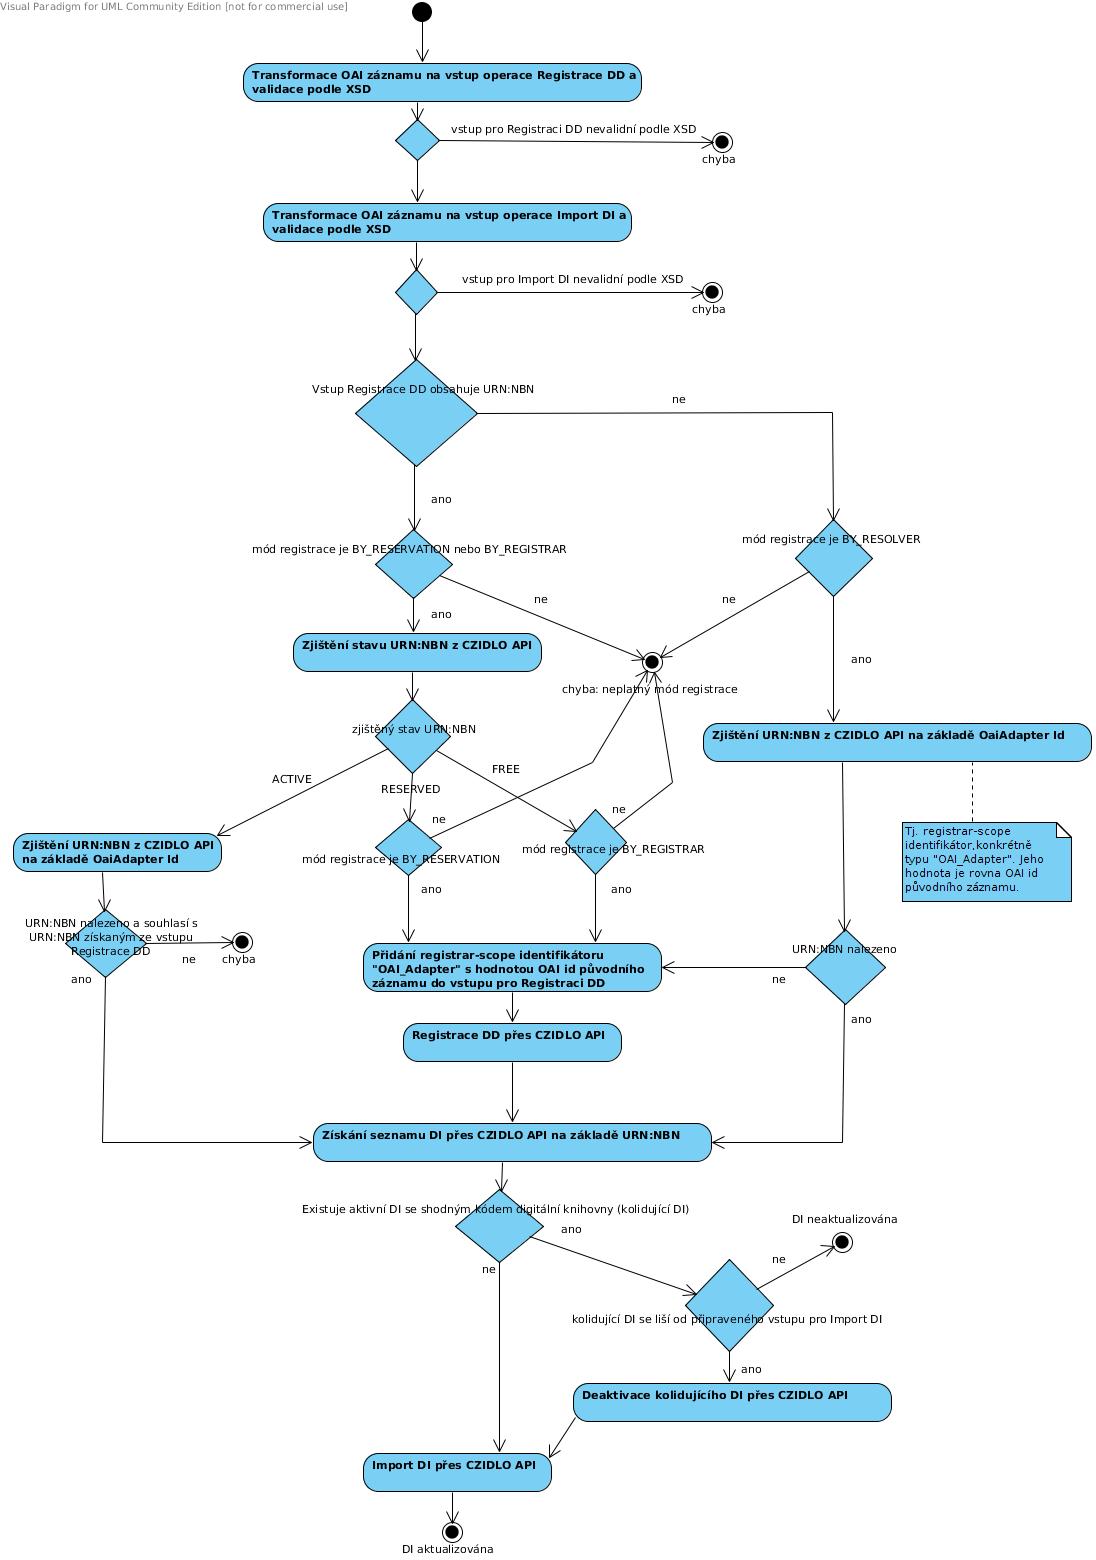 Visual Paradigm for UML Community Edition [not for commercial use]
Transformace OAI záznamu na vstup operace Registrace DD a
validace podle XSD
vstup pro Registraci DD nevalidní podle XSD
chyba
Transformace OAI záznamu na vstup operace Import DI a
validace podle XSD
vstup pro Import DI nevalidní podle XSD
chyba
Vstup Registrace DD obsahuje URN:NBN
ne
ano
mód registrace je BY_RESERVATION nebo BY_REGISTRAR
mód registrace je BY_RESOLVER
ne
ne
ano
Zjištění stavu URN:NBN z CZIDLO API
ano
chyba: neplatný mód registrace
zjištěný stav URN:NBN
Zjištění URN:NBN z CZIDLO API na základě OaiAdapter Id
ACTIVE
RESERVED
FREE
ne
ne
Tj. registrar-scope
identifikátor,konkrétně
typu "OAI_Adapter". Jeho
hodnota je rovna OAI id
původního záznamu.
Zjištění URN:NBN z CZIDLO API
na základě OaiAdapter Id
mód registrace je BY_RESERVATION
mód registrace je BY_REGISTRAR
ano
ano
URN:NBN nalezeno a souhlasí s
URN:NBN získaným ze vstupu
Registrace DD
ne
chyba
ano
Přidání registrar-scope identifikátoru
"OAI_Adapter" s hodnotou OAI id původního
záznamu do vstupu pro Registraci DD
URN:NBN nalezeno
ne
ano
Registrace DD přes CZIDLO API
Získání seznamu DI přes CZIDLO API na základě URN:NBN
Existuje aktivní DI se shodným kódem digitální knihovny (kolidující DI)
ano
ne
DI neaktualizována
ne
kolidující DI se liší od připraveného vstupu pro Import DI
ano
Deaktivace kolidujícího DI přes CZIDLO API
Import DI přes CZIDLO API
DI aktualizována